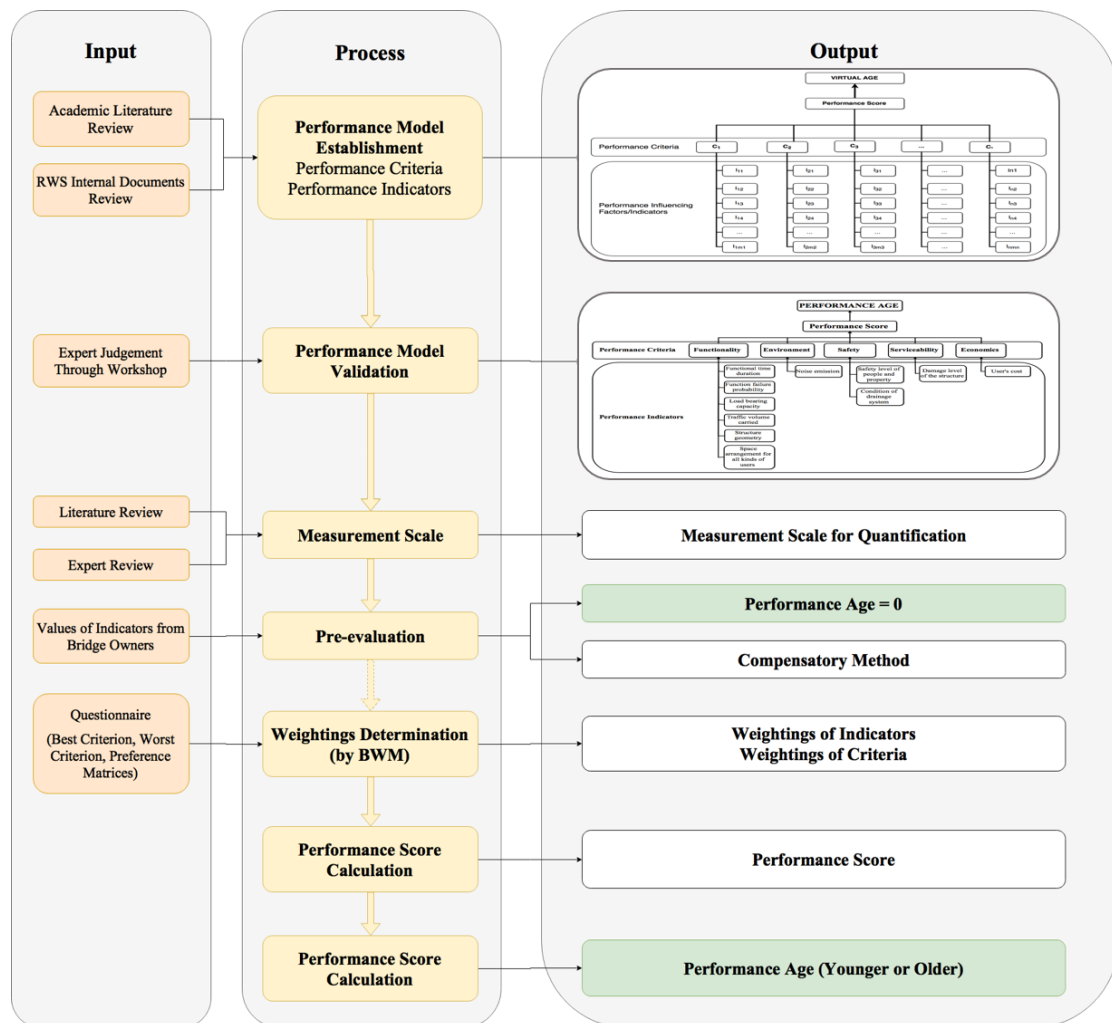 Input
Process
Output
Academic Literature
Review
RWS Internal Documents
Review
Performance Model
Establishment
Performance Criteria
Performance Indicators
VIRTUAL AGE
Performance Score
Performance Criteria
C1
C2
C3
...
Performance Influencing
Factors/Indicators
...
...
...
...
...
...
...
...
...
...
Expert Judgement
Through Workshop
Performance Model
Validation
PERFORMANCE AGE
Performance Score
Performance Criteria
Functionality
Environment
Safety
Serviceability
Economics
Performance Indicators
Functional time
duration
Function failure
probability
Load bearing
capacity
Traffic volume
carried
Structure
geometry
Space
arrangement for
all kinds of
users
Noise emission
Safety level of
people and
property
Condition of
drainage
system
Damage level
of the structure
User's cost
Literature Review
Expert Review
Measurement Scale
Measurement Scale for Quantification
Values of Indicators from
Bridge Owners
Pre-evaluation
Performance Age = 0
Compensatory Method
Questionnaire
(Best Criterion, Worst
Criterion, Preference
Matrices)
Weightings Determination
(by BWM)
Weightings of Indicators
Weightings of Criteria
Performance Score
Calculation
Performance Score
Performance Score
Calculation
Performance Age (Younger or Older)